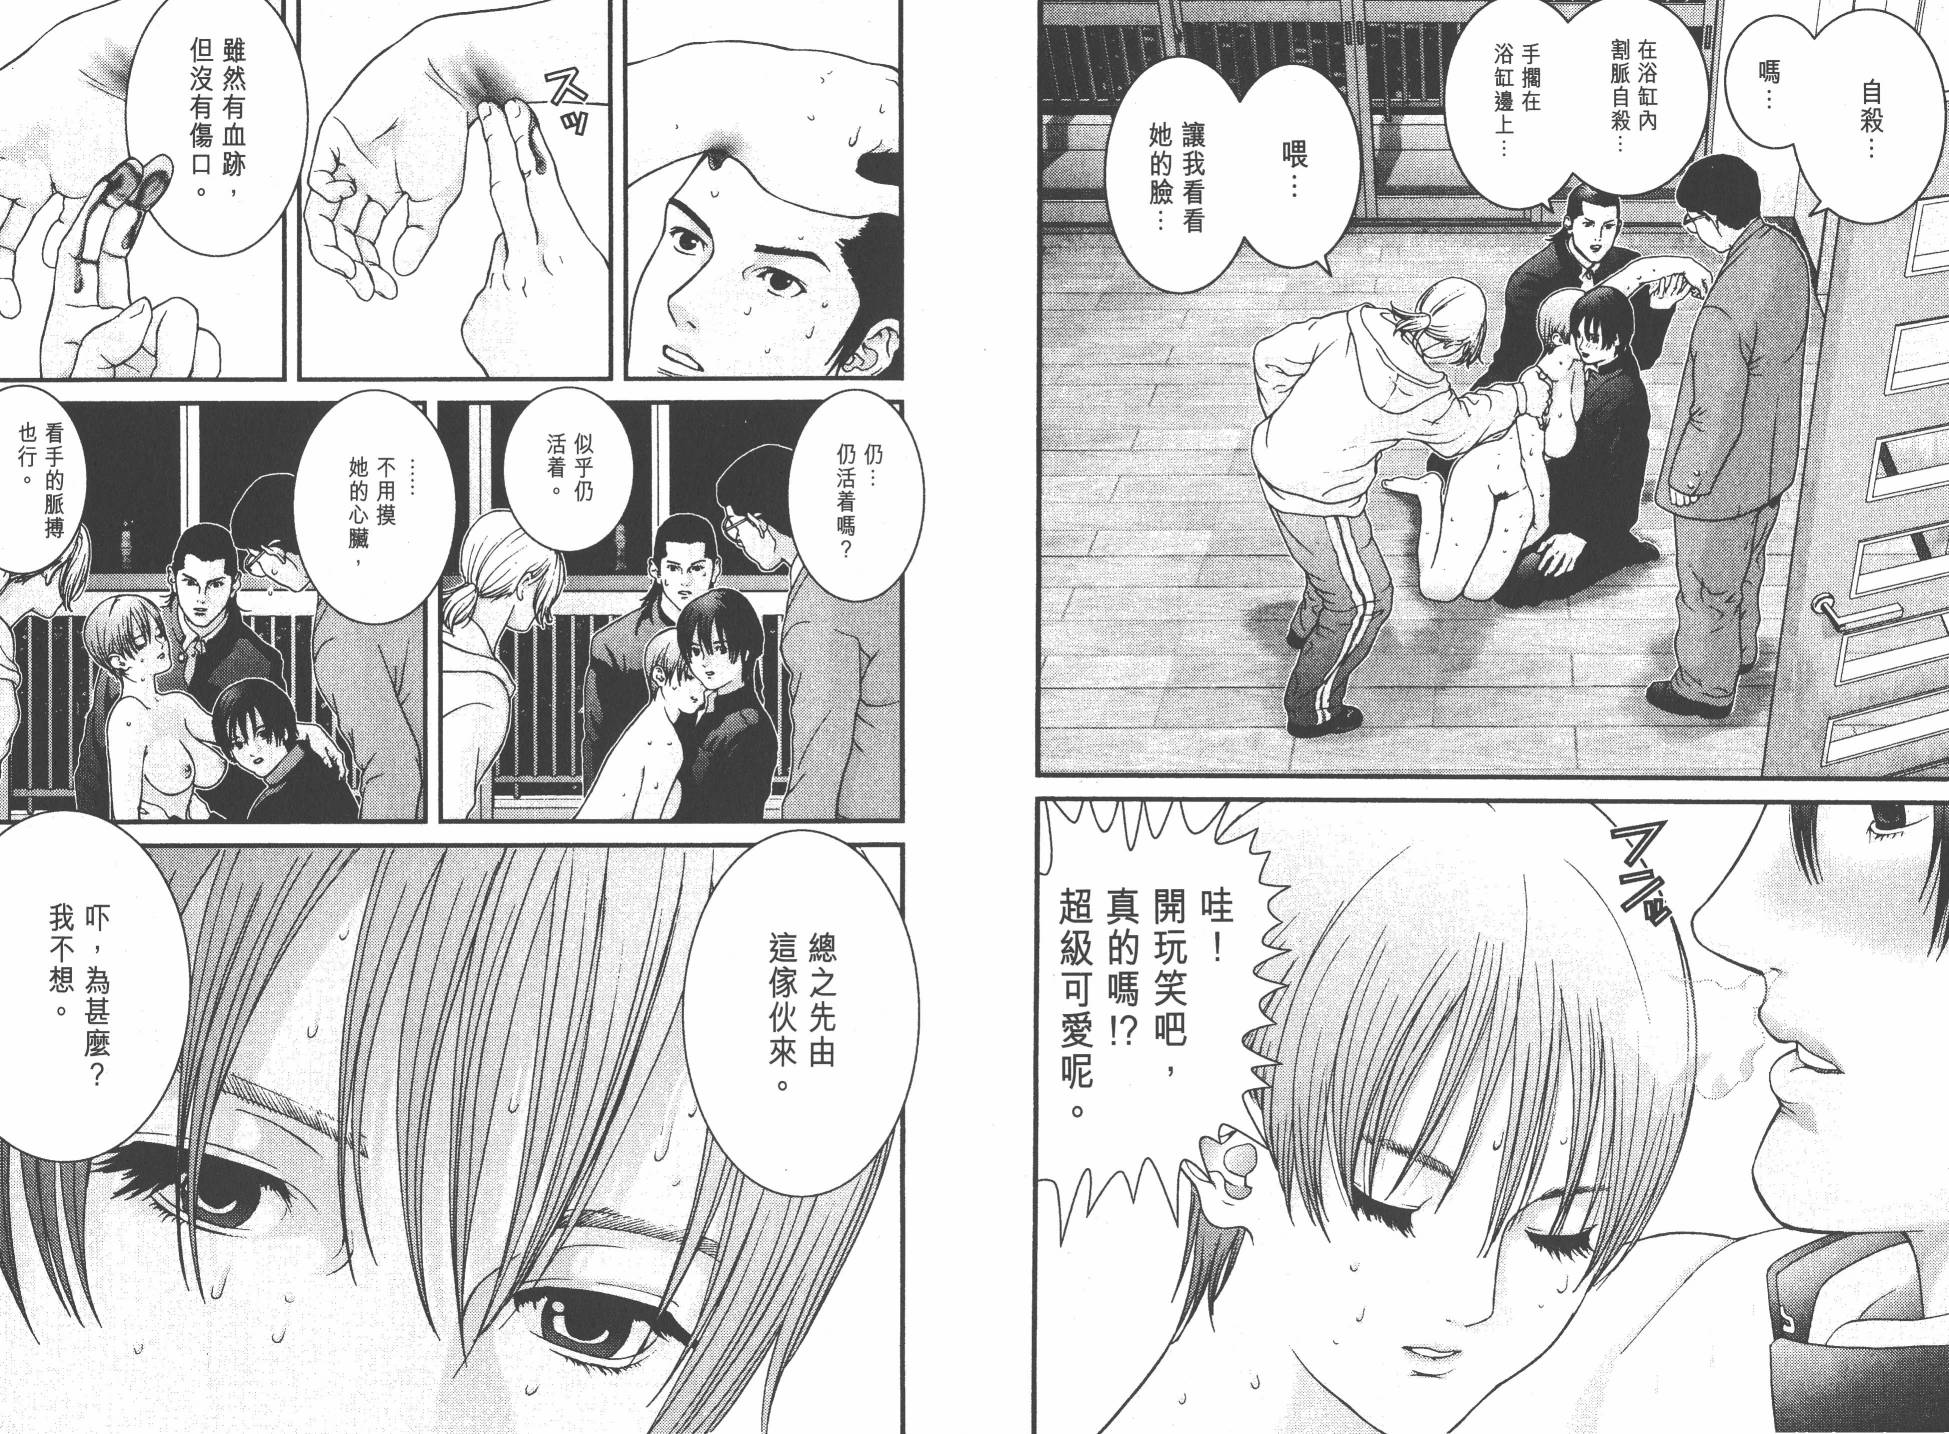 自殺…
嗎…
在浴缸內
割脈自殺…
手擱在
浴缸邊上…
喂…
讓我看看
她的臉…
哇！
開玩笑吧，
真的嗎!?
超級可愛呢。
スッ
雖然有血跡，
但沒有傷口。
仍…
仍活着嗎？
似乎仍
活着。
……
不用摸
她的心臟，
看手的脈搏
也行。
總之先由
這傢伙來。
吓，為甚麼？
我不想。